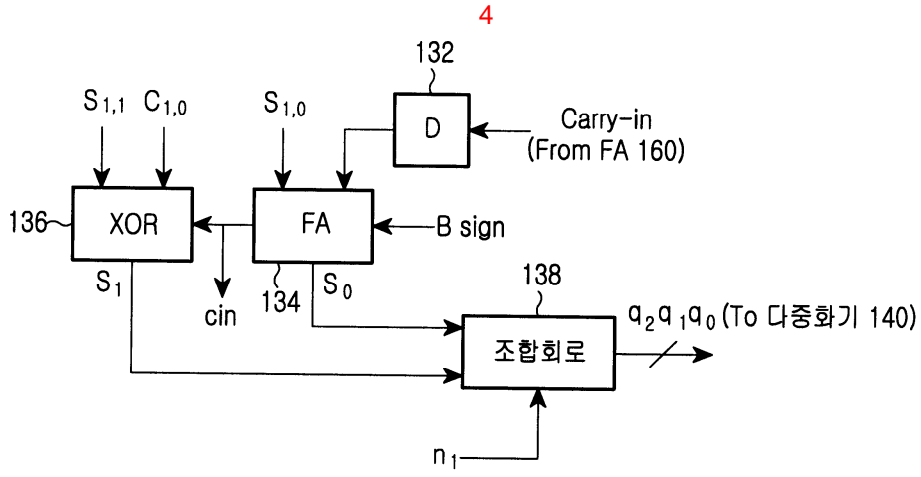 4
132
S1,1 C1,0 S1,0
D
Carry-in
(From FA 160)
136
XOR
FA
B sign
S1
cin
134
S0
138
조합회로
q2q1q0 (To 다중화기 140)
n1